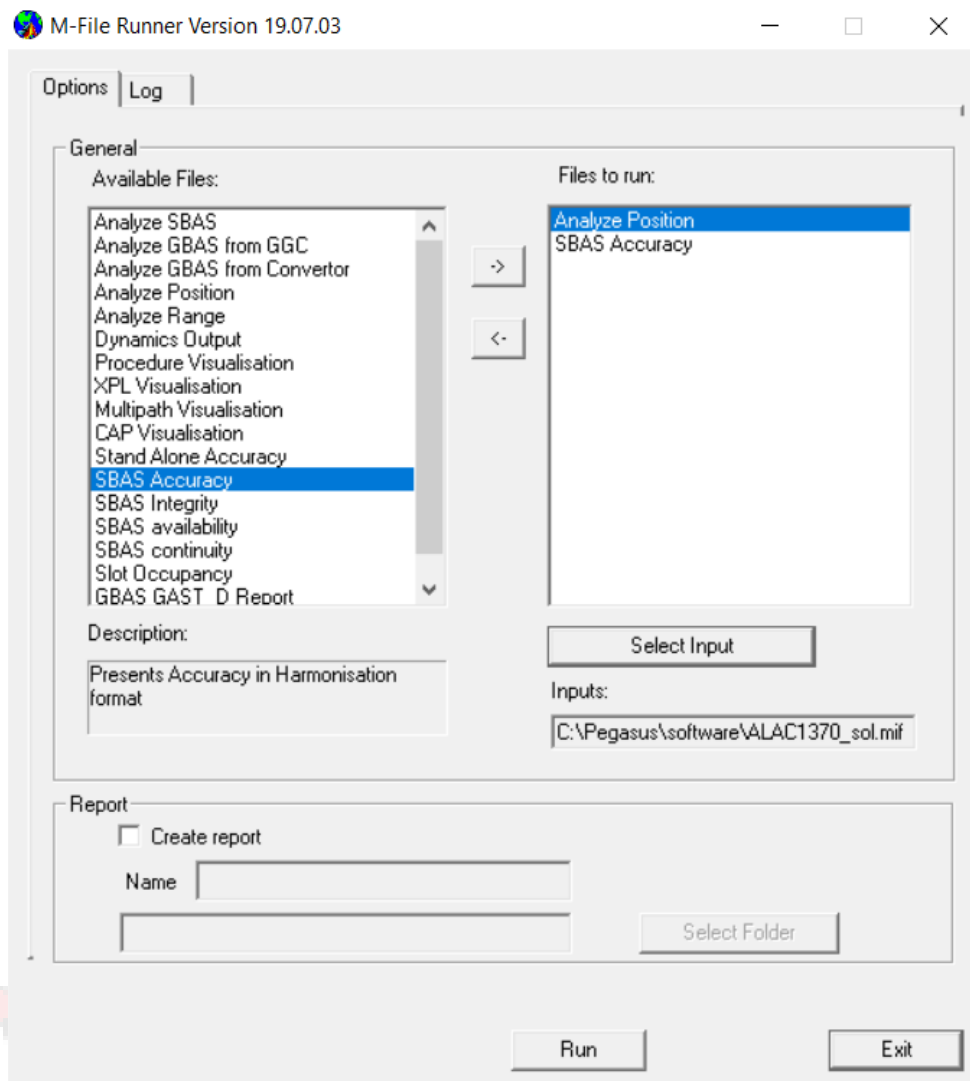 M-File Runner Version 19.07.03
Options
Log
General
Available Files:
Analyze SBAS
Analyze GBAS from GGC
Analyze GBAS from Convertor
Analyze Position
Analyze Range
Dynamics Output
Procedure Visualisation
XPL Visualisation
Multipath Visualisation
CAP Visualisation
Stand Alone Accuracy
SBAS Accuracy
SBAS Integrity
SBAS availability
SBAS continuity
Slot Occupancy
GBAS GAST_D Report
->
<-
Files to run:
Analyze Position
SBAS Accuracy
Description:
Presents Accuracy in Harmonisation
format
Select Input
Inputs:
C:\Pegasus\software\ALAC1370_sol.mif
Report
Create report
Name
Select Folder
Run
Exit